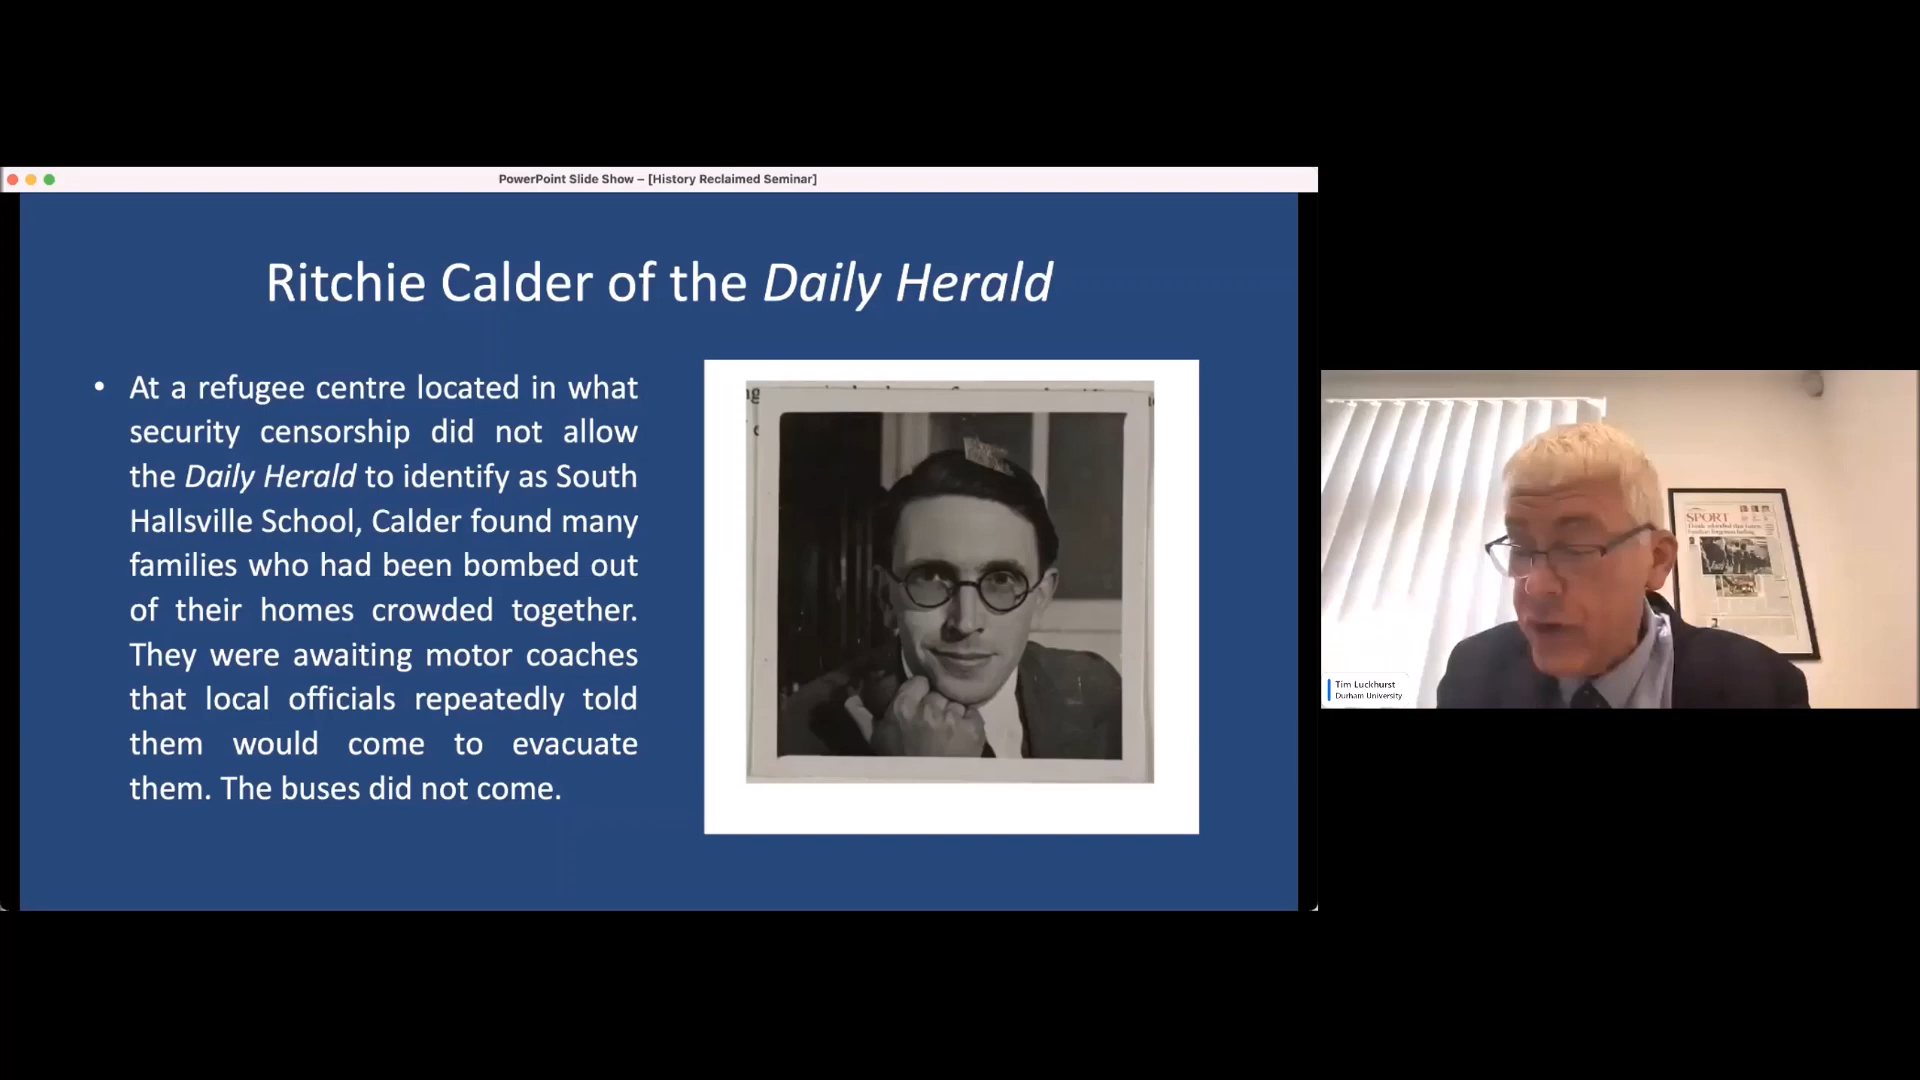 PowerPoint Slide Show – [History Reclaimed Seminar]
Ritchie Calder of the Daily Herald
• At a refugee centre located in what
security censorship did not allow
the Daily Herald to identify as South
Hallsville School, Calder found many
families who had been bombed out
of their homes crowded together.
They were awaiting motor coaches
that local officials repeatedly told
them would come to evacuate
them. The buses did not come.
SPORT
Tim Luckhurst
Durham University